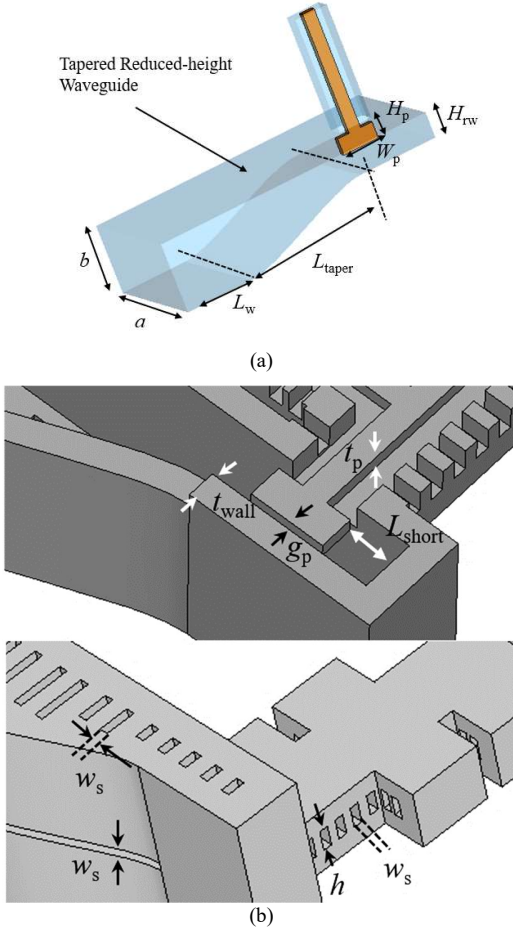 Tapered Reduced-height
Waveguide
Hp
Hrw
Wp
b
a
Lw
Ltaper
(a)
tp
twall
gp
Lshort
ws
ws
ws
h
(b)